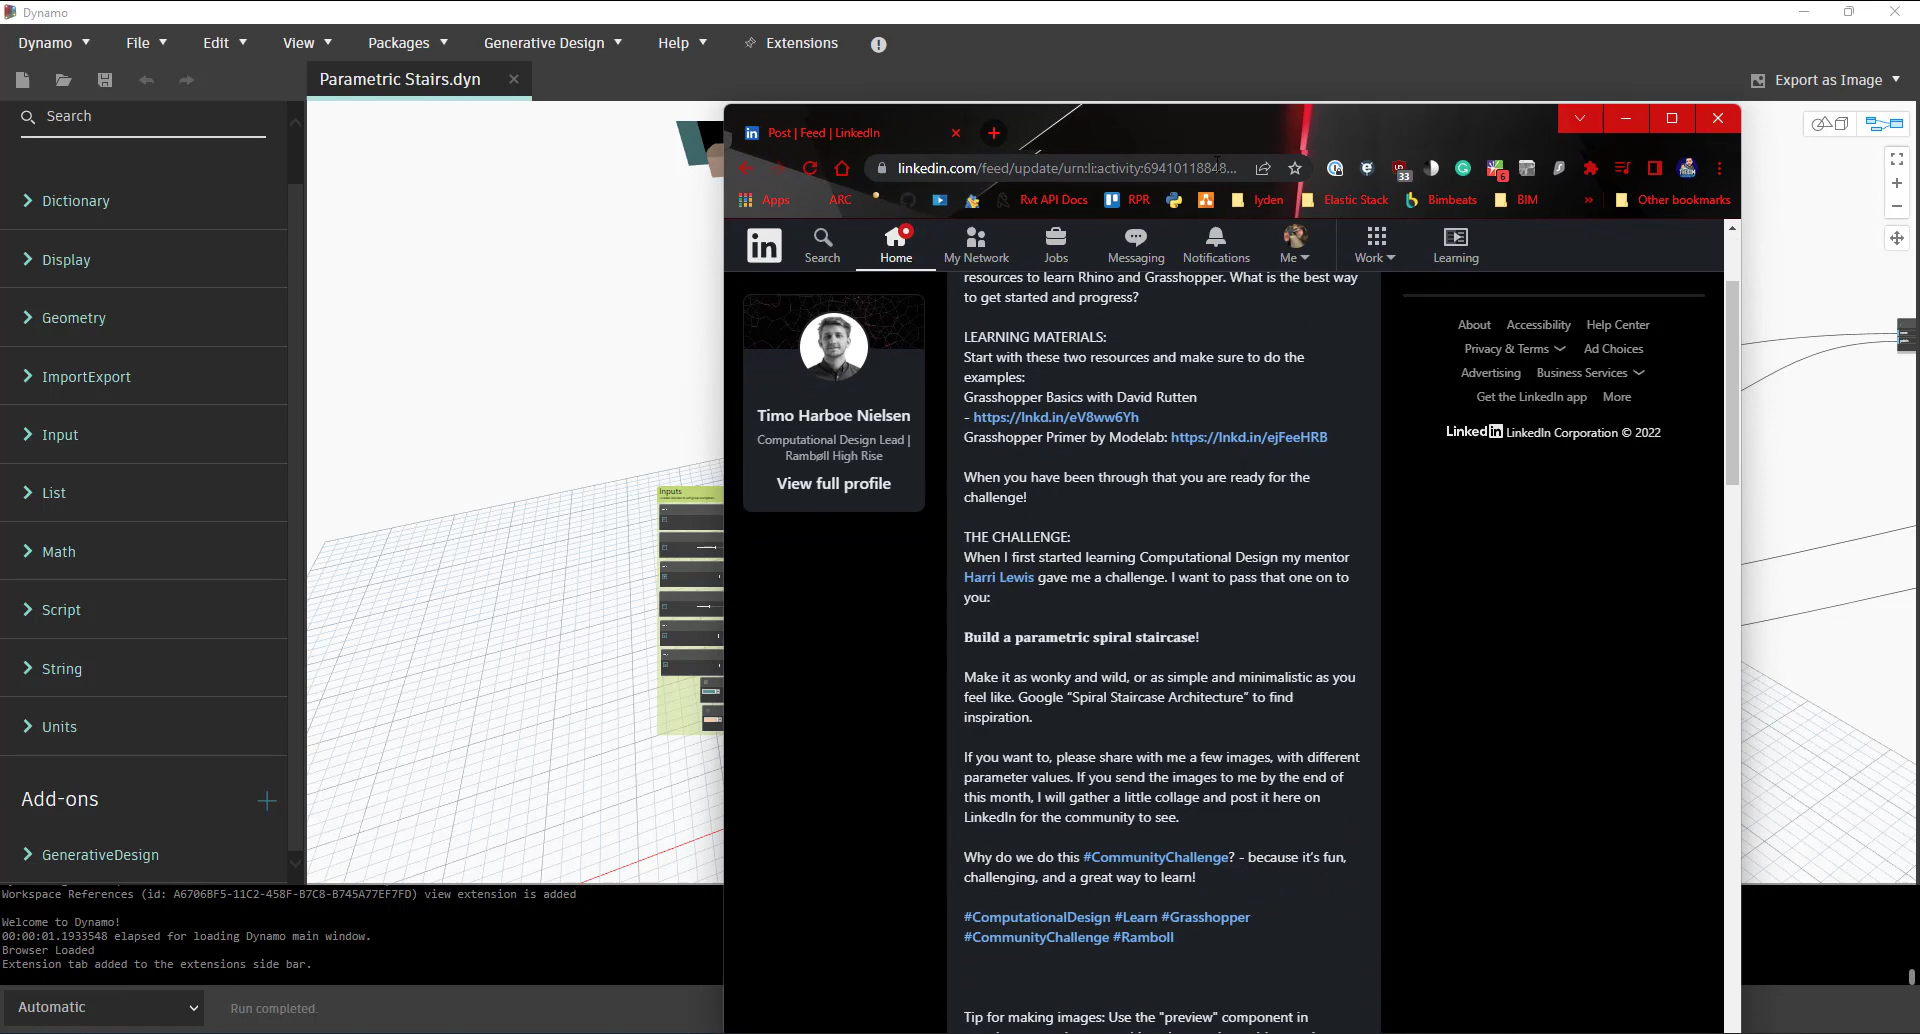 Dynamo
Dynamo File Edit View Packages Generative Design Help Extensions
Parametric Stairs.dyn
Export as Image
Search
Dictionary
Display
Geometry
ImportExport
Input
List
Math
Script
String
Units
Add-ons
GenerativeDesign
Inputs
Workspace References (id: A6706BF5-11C2-458F-B7C8-B745A77EF7FD) view extension is added
Welcome to Dynamo!
00:00:01.1933548 elapsed for loading Dynamo main window.
Browser Loaded
Extension tab added to the extensions side bar.
Automatic
Run completed.
in Post | Feed | LinkedIn
linkedin.com/feed/update/urn:li:activity:69410118848...
33
6
Apps ARC Rvt API Docs RPR lyden Elastic Stack Bimbeats BIM » Other bookmarks
in
Search Home My Network Jobs Messaging Notifications Me Work Learning
Timo Harboe Nielsen
Computational Design Lead |
Rambøll High Rise
View full profile
resources to learn Rhino and Grasshopper. What is the best way
to get started and progress?
LEARNING MATERIALS:
Start with these two resources and make sure to do the
examples:
Grasshopper Basics with David Rutten
- https://lnkd.in/eV8ww6Yh
Grasshopper Primer by Modelab: https://lnkd.in/ejFeeHRB
When you have been through that you are ready for the
challenge!
THE CHALLENGE:
When I first started learning Computational Design my mentor
Harri Lewis gave me a challenge. I want to pass that one on to
you:
Build a parametric spiral staircase!
Make it as wonky and wild, or as simple and minimalistic as you
feel like. Google “Spiral Staircase Architecture” to find
inspiration.
If you want to, please share with me a few images, with different
parameter values. If you send the images to me by the end of
this month, I will gather a little collage and post it here on
LinkedIn for the community to see.
Why do we do this #CommunityChallenge? - because it's fun,
challenging, and a great way to learn!
#ComputationalDesign #Learn #Grasshopper
#CommunityChallenge #Ramboll
Tip for making images: Use the "preview" component in
About Accessibility Help Center
Privacy & Terms Ad Choices
Advertising Business Services
Get the LinkedIn app More
Linked in LinkedIn Corporation © 2022